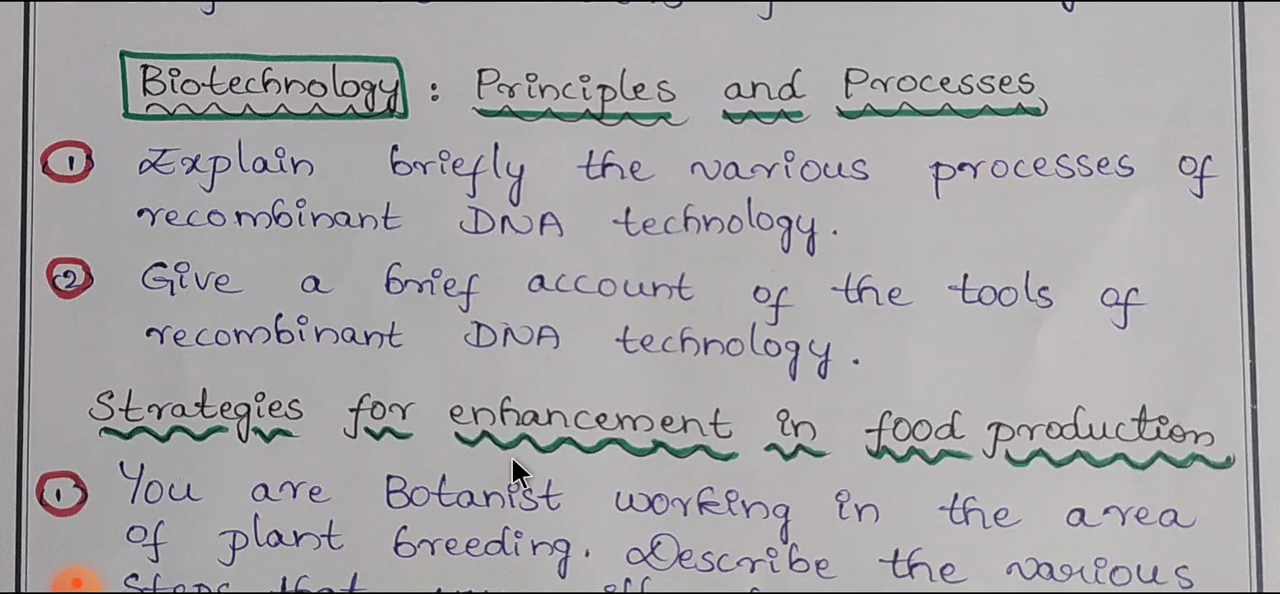 Biotechnology : Principles and Processes
1 Explain briefly the various processes of
recombinant DNA technology.
2 Give a brief account of the tools of
recombinant DNA technology.
Strategies for enhancement in food production
1 You are Botanist working in the area
of plant breeding. Describe the various
Steps that